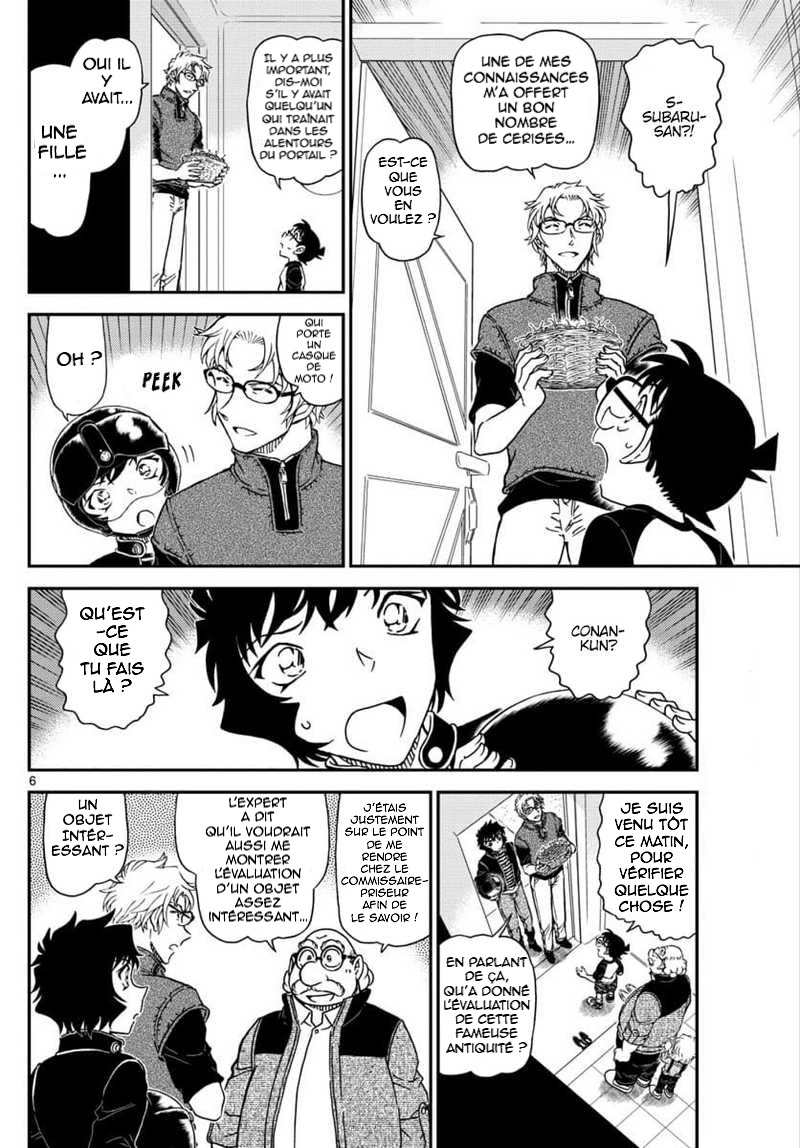 S-
SUBARU-
SAN?!
UNE DE MES
CONNAISSANCES
M'A OFFERT
UN BON
NOMBRE
DE CERISES...
EST-CE
QUE
VOUS
EN
VOULEZ ?
IL Y A PLUS
IMPORTANT,
DIS-MOI
S'IL Y AVAIT
QUELQU'UN
QUI TRAÎNAIT
DANS LES
ALENTOURS
DU PORTAIL ?
OUI IL
Y
AVAIT...
UNE
FILLE
...
QUI
PORTE
UN
CASQUE
DE
MOTO !
PEEK
OH ?
CONAN-
KUN?
QU'EST
-CE
QUE
TU FAIS
LÀ ?
6
JE SUIS
VENU TÔT
CE MATIN,
POUR
VÉRIFIER
QUELQUE
CHOSE !
EN PARLANT
DE ÇA,
QU'A DONNÉ
L'ÉVALUATION
DE CETTE
FAMEUSE
ANTIQUITÉ ?
J'ÉTAIS
JUSTEMENT
SUR LE POINT
DE ME
RENDRE
CHEZ LE
COMMISSAIRE-
PRISEUR
AFIN DE
LE SAVOIR !
L'EXPERT
A DIT
QU'IL VOUDRAIT
AUSSI ME
MONTRER
L'ÉVALUATION
D'UN OBJET
ASSEZ
INTÉRESSANT...
UN
OBJET
INTÉR-
ESSANT ?